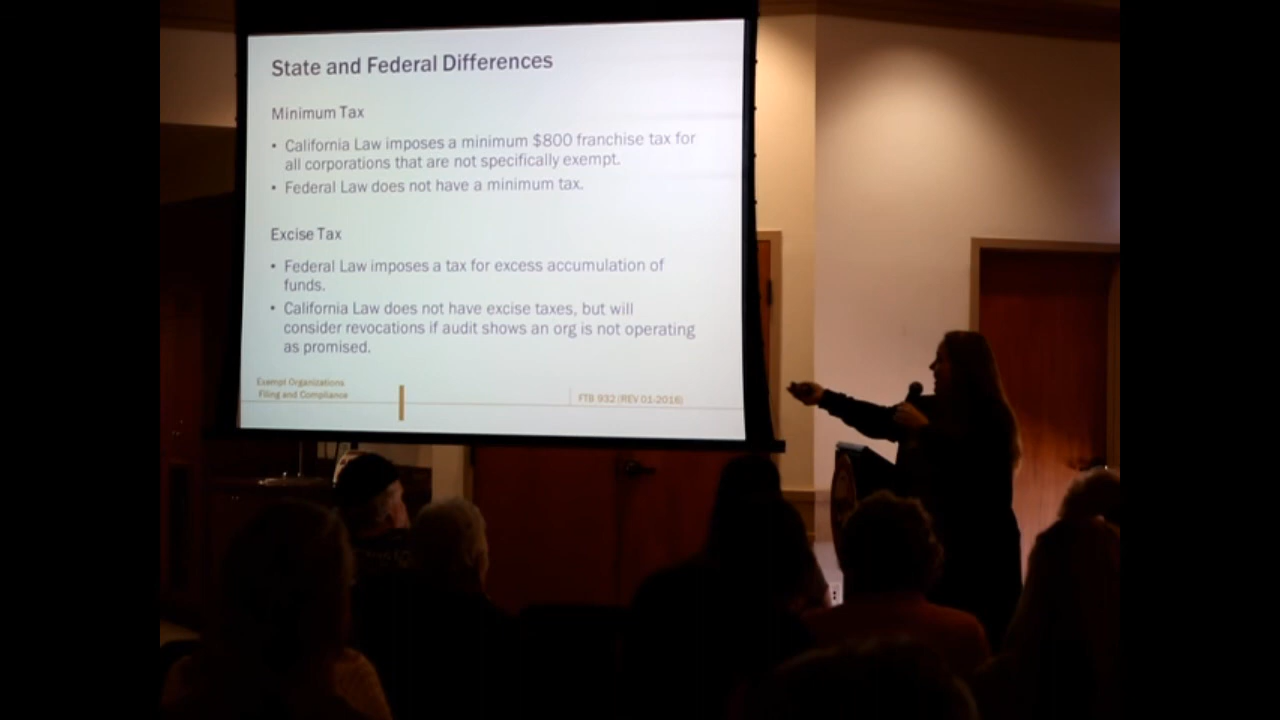 State and Federal Differences
Minimum Tax
• California Law imposes a minimum $800 franchise tax for
all corporations that are not specifically exempt.
• Federal Law does not have a minimum tax.
Excise Tax
• Federal Law imposes a tax for excess accumulation of
funds.
• California Law does not have excise taxes, but will
consider revocations if audit shows an org is not operating
as promised.
Exempt Organizations
Filing and Compliance
FTB 932 (REV 01-2016)